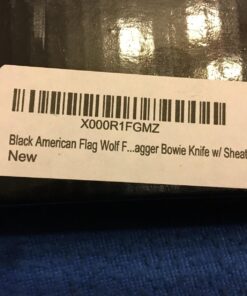 X000R1FGMZ
Black American Flag Wolf F...agger Bowie Knife w/ Sheat
New